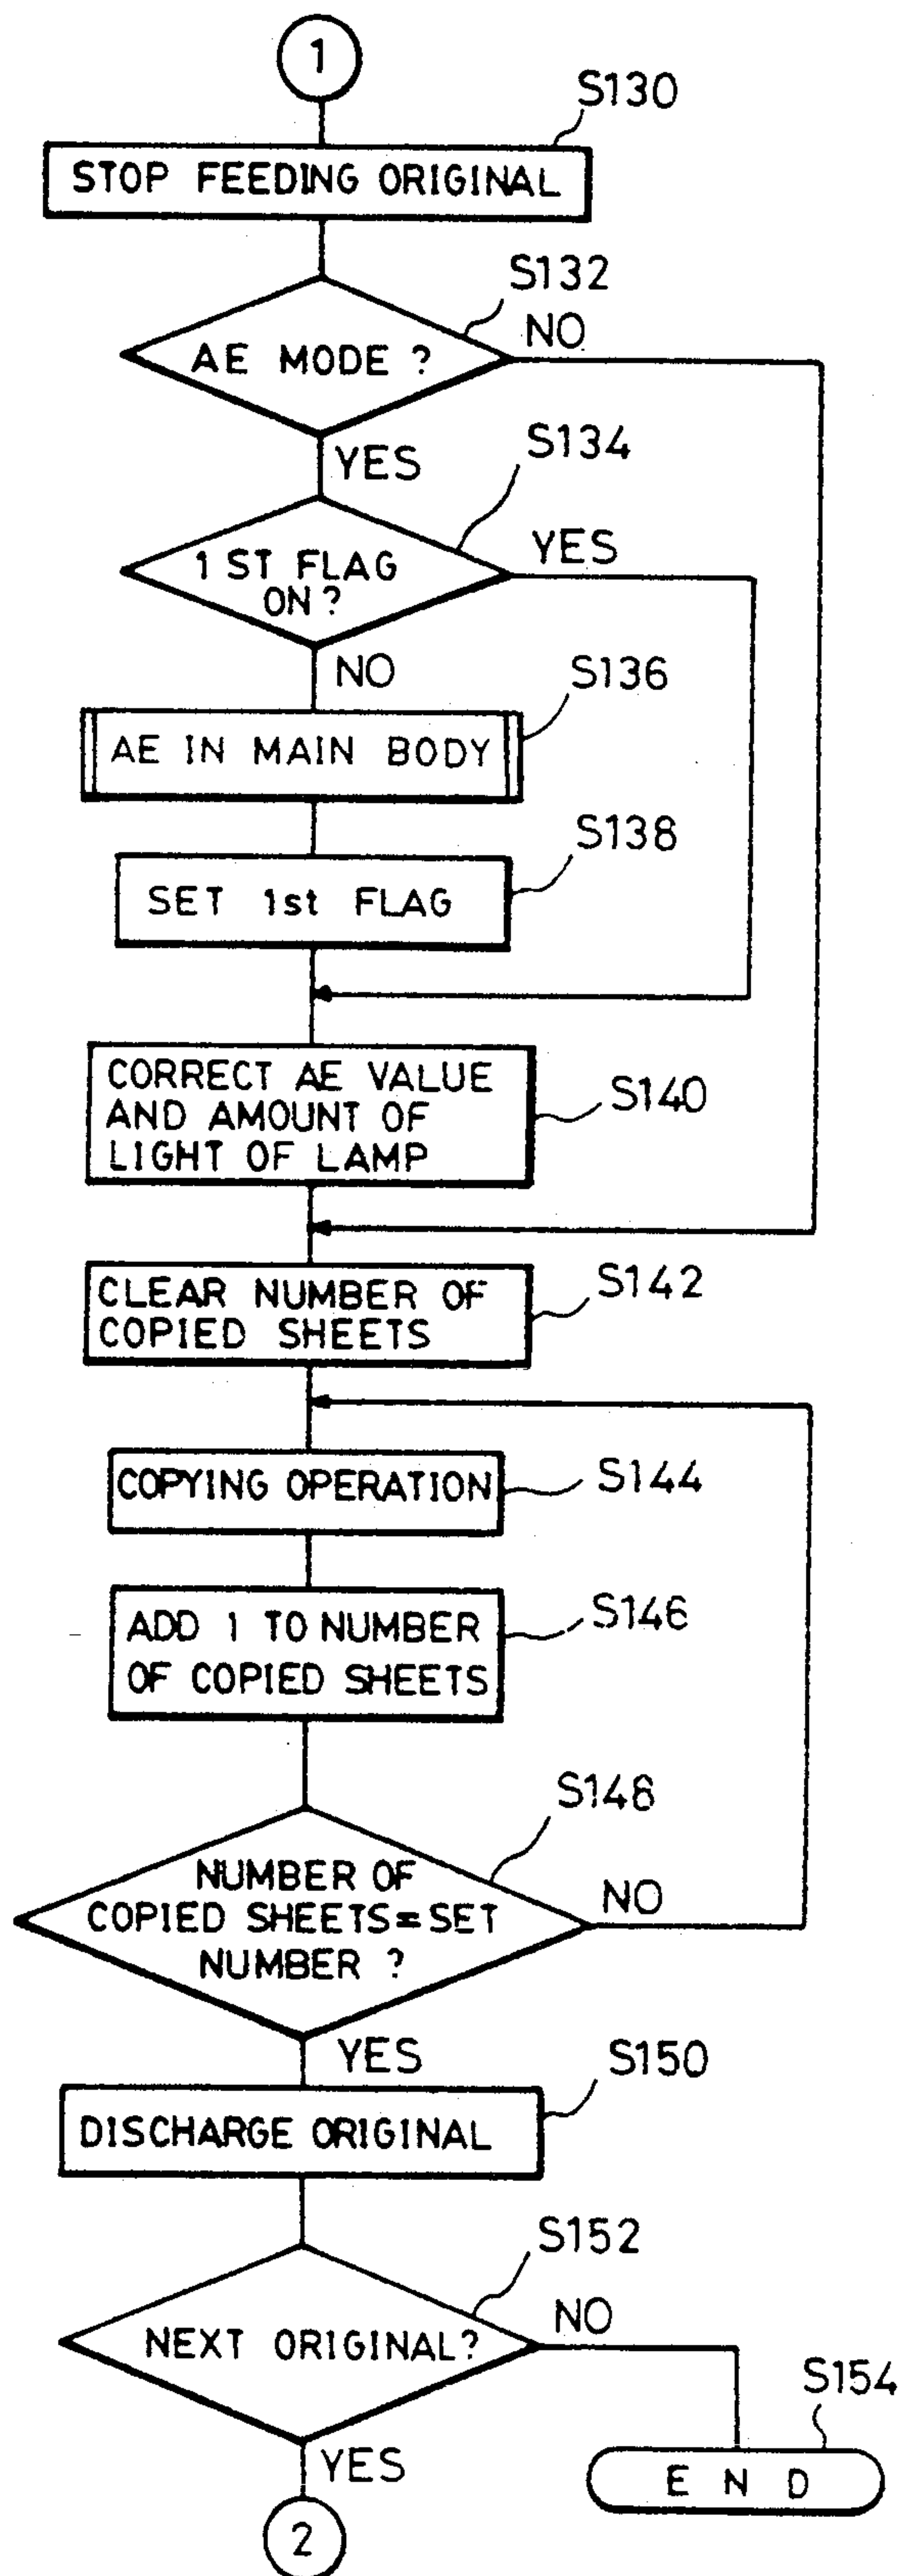 1
S130
STOP FEEDING ORIGINAL
S132
AE MODE ?
NO
YES
S134
1 ST FLAG
ON ?
YES
NO
S136
AE IN MAIN BODY
S138
SET 1st FLAG
CORRECT AE VALUE
AND AMOUNT OF
LIGHT OF LAMP
S140
CLEAR NUMBER OF
COPIED SHEETS
S142
COPYING OPERATION
S144
ADD 1 TO NUMBER
OF COPIED SHEETS
S146
S148
NUMBER OF
COPIED SHEETS = SET
NUMBER ?
NO
YES
S150
DISCHARGE ORIGINAL
S152
NEXT ORIGINAL?
NO
YES
S154
E N D
2